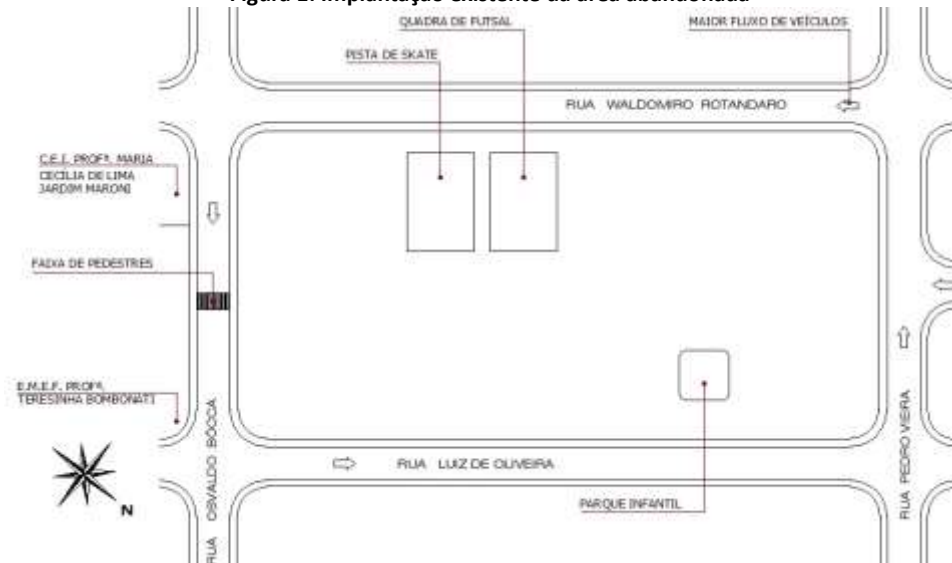 Figura 1: Implantação existente da área abandonada
QUADRA DE FUTSAL
MAIOR FLUXO DE VEÍCULOS
PISTA DE SKATE
RUA WALDOMIRO ROTANDARO
C.E.I. PROFª. MARIA
CECÍLIA DE LIMA
JARDIM MARONI
FAIXA DE PEDESTRES
E.M.E.F. PROFª.
TERESINHA BOMBONATI
RUA OSVALDO BOCCA
RUA LUIZ DE OLIVEIRA
RUA PEDRO VIEIRA
PARQUE INFANTIL
N
RUA